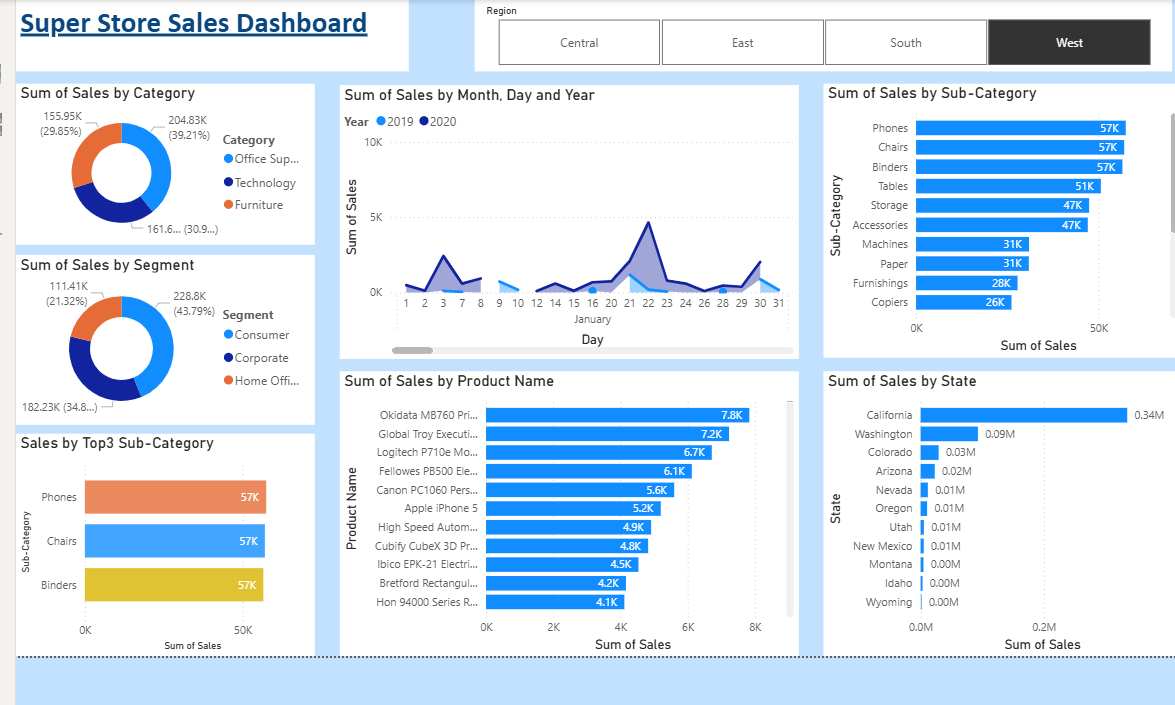 Super Store Sales Dashboard
Region
Central
East
South
West
Sum of Sales by Category
155.95K
(29.85%)
204.83K
(39.21%)
161.6... (30.9...)
Category
Office Sup...
Technology
Furniture
Sum of Sales by Segment
111.41K
(21.32%)
228.8K
(43.79%)
182.23K (34.8...)
Segment
Consumer
Corporate
Home Offi...
Sales by Top3 Sub-Category
Sub-Category
Phones 57K
Chairs 57K
Binders 57K
0K 50K
Sum of Sales
Sum of Sales by Month, Day and Year
Year 2019 2020
Sum of Sales
10K
5K
0K
1 2 3 7 8 9 10 12 14 15 16 20 21 22 23 24 26 28 29 30 31
January
Day
Sum of Sales by Product Name
Product Name
Okidata MB760 Pri... 7.8K
Global Troy Executi... 7.2K
Logitech P710e Mo... 6.7K
Fellowes PB500 Ele... 6.1K
Canon PC1060 Pers... 5.6K
Apple iPhone 5 5.2K
High Speed Autom... 4.9K
Cubify CubeX 3D Pr... 4.8K
Ibico EPK-21 Electri... 4.5K
Bretford Rectangul... 4.2K
Hon 94000 Series R... 4.1K
0K 2K 4K 6K 8K
Sum of Sales
Sum of Sales by Sub-Category
Sub-Category
Phones 57K
Chairs 57K
Binders 57K
Tables 51K
Storage 47K
Accessories 47K
Machines 31K
Paper 31K
Furnishings 28K
Copiers 26K
0K 50K
Sum of Sales
Sum of Sales by State
State
California 0.34M
Washington 0.09M
Colorado 0.03M
Arizona 0.02M
Nevada 0.01M
Oregon 0.01M
Utah 0.01M
New Mexico 0.01M
Montana 0.00M
Idaho 0.00M
Wyoming 0.00M
0.0M 0.2M
Sum of Sales